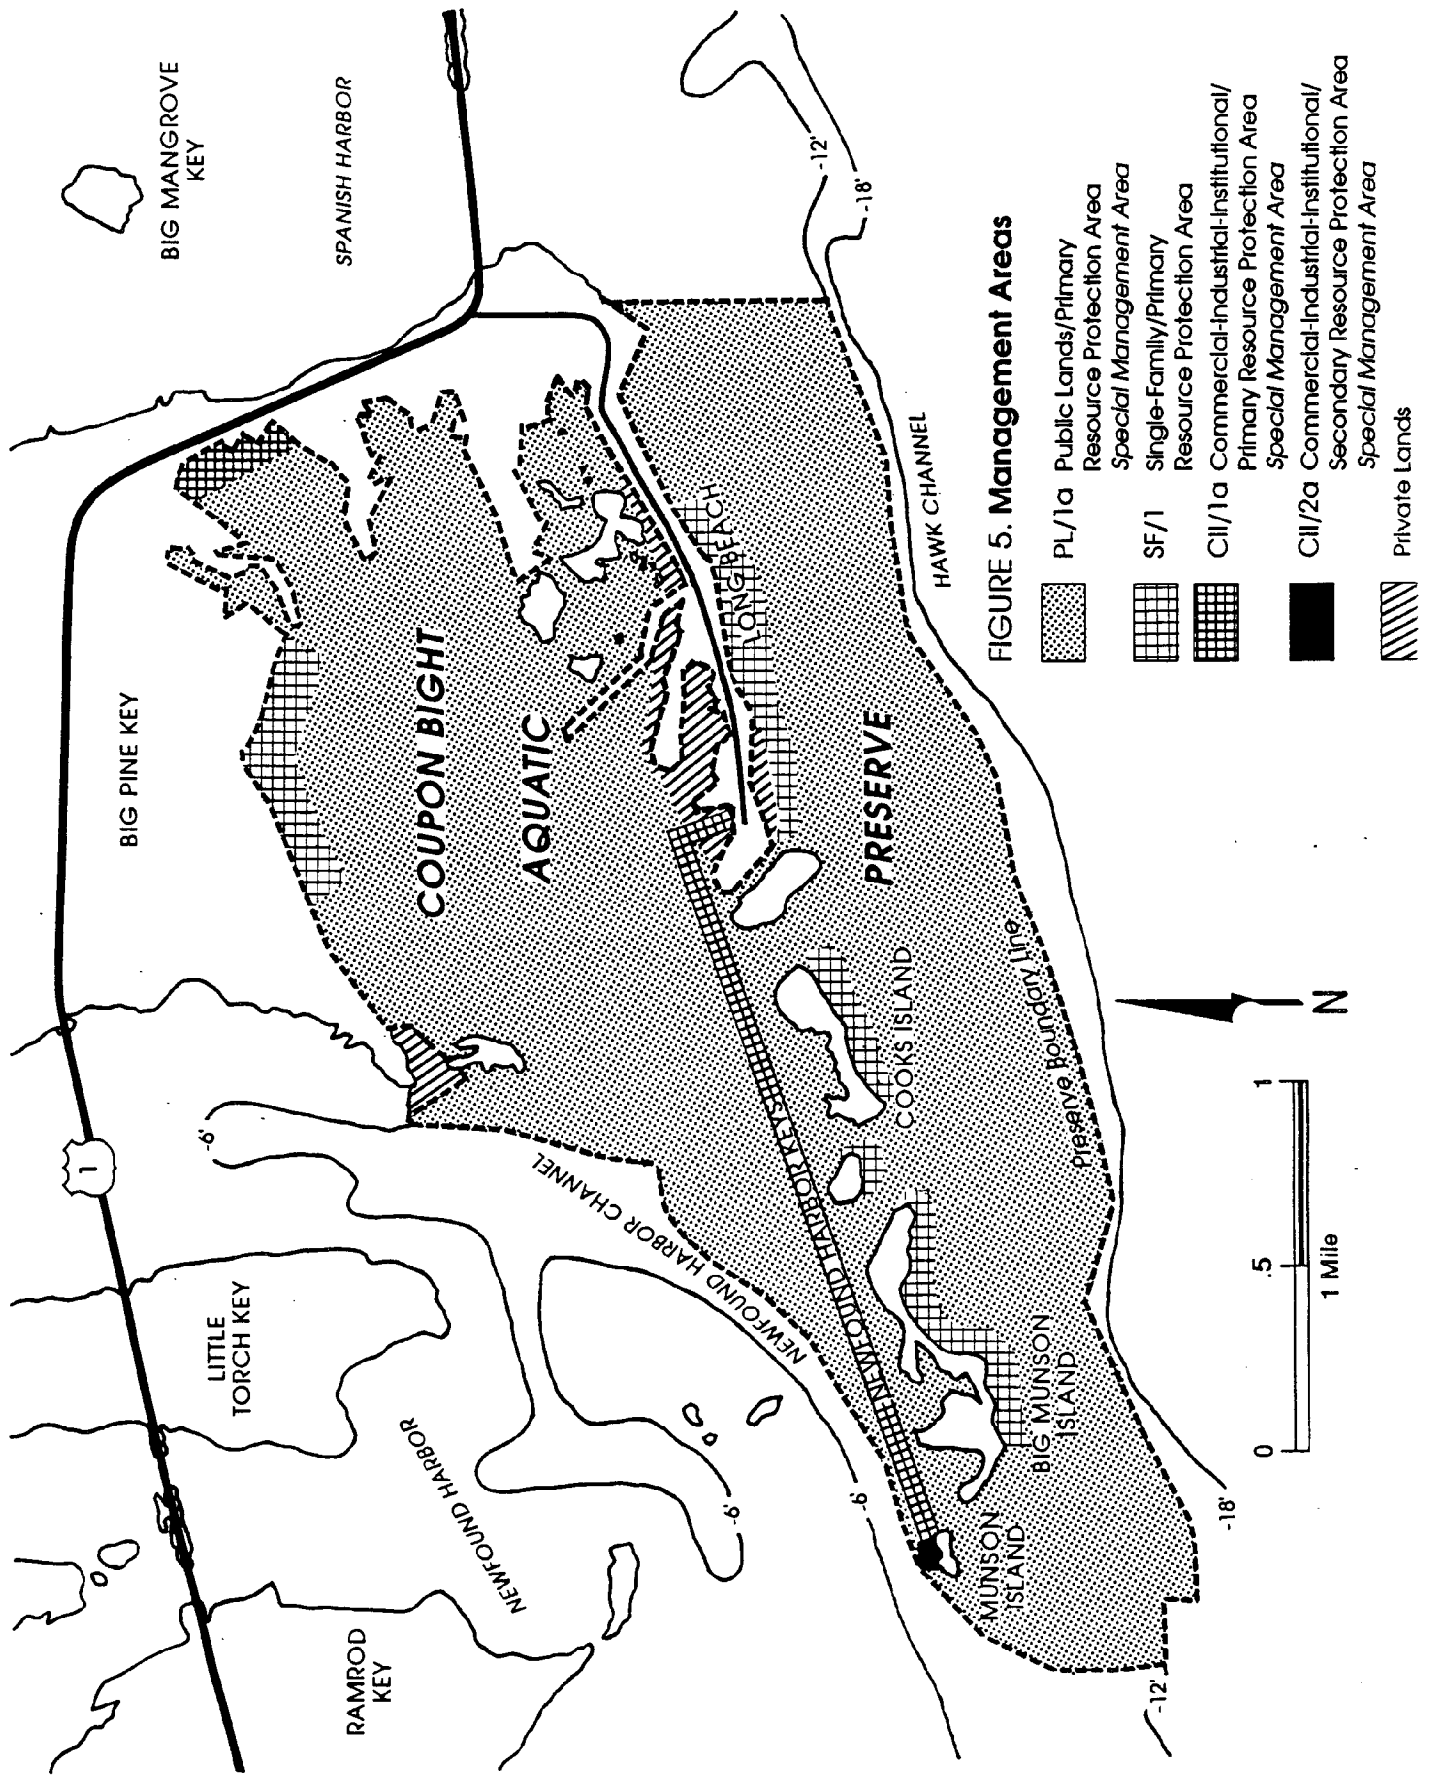 BIG MANGROVE
KEY
SPANISH HARBOR
BIG PINE KEY
1
LITTLE
TORCH KEY
RAMROD
KEY
NEWFOUND HARBOR
-6'
-6'
-6'
NEWFOUND HARBOR CHANNEL
COUPON BIGHT
AQUATIC
PRESERVE
LONG BEACH
NEWFOUND HARBOR KEYS
COOKS ISLAND
BIG MUNSON
ISLAND
MUNSON
ISLAND
HAWK CHANNEL
Preserve Boundary Line
-12'
-18'
-12'
-18'
N
0
.5
1
1 Mile
FIGURE 5. Management Areas
PL/1a Public Lands/Primary
Resource Protection Area
Special Management Area
SF/1 Single-Family/Primary
Resource Protection Area
CII/1a Commercial-Industrial-Institutional/
Primary Resource Protection Area
Special Management Area
CII/2a Commercial-Industrial-Institutional/
Secondary Resource Protection Area
Special Management Area
Private Lands